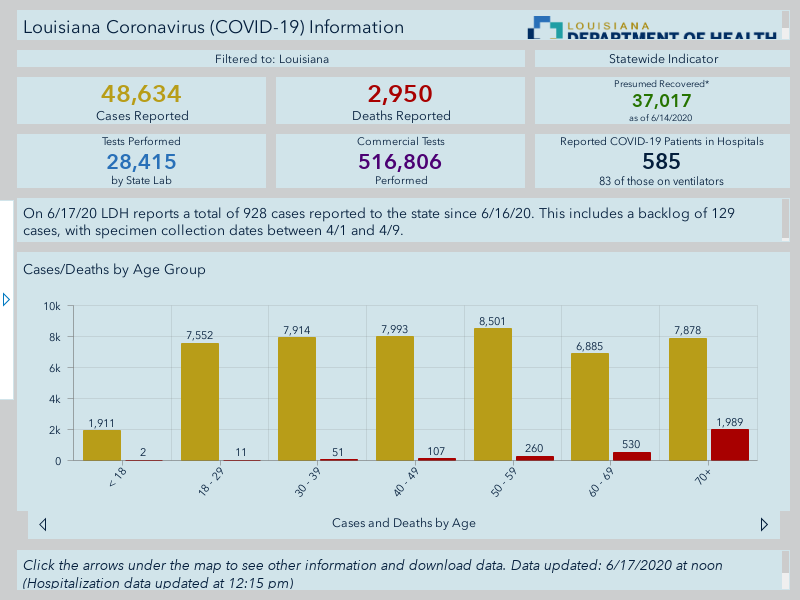 Louisiana Coronavirus (COVID-19) Information
LOUISIANA
DEPARTMENT OF HEALTH
Filtered to: Louisiana
Statewide Indicator
48,634
Cases Reported
2,950
Deaths Reported
Presumed Recovered*
37,017
as of 6/14/2020
Tests Performed
28,415
by State Lab
Commercial Tests
516,806
Performed
Reported COVID-19 Patients in Hospitals
585
83 of those on ventilators
On 6/17/20 LDH reports a total of 928 cases reported to the state since 6/16/20. This includes a backlog of 129
cases, with specimen collection dates between 4/1 and 4/9.
Cases/Deaths by Age Group
10k
8k
6k
4k
2k
0
1,911
2
7,552
11
7,914
51
7,993
107
8,501
260
6,885
530
7,878
1,989
< 18
18 - 29
30 - 39
40 - 49
50 - 59
60 - 69
70+
Cases and Deaths by Age
Click the arrows under the map to see other information and download data. Data updated: 6/17/2020 at noon
(Hospitalization data updated at 12:15 pm)